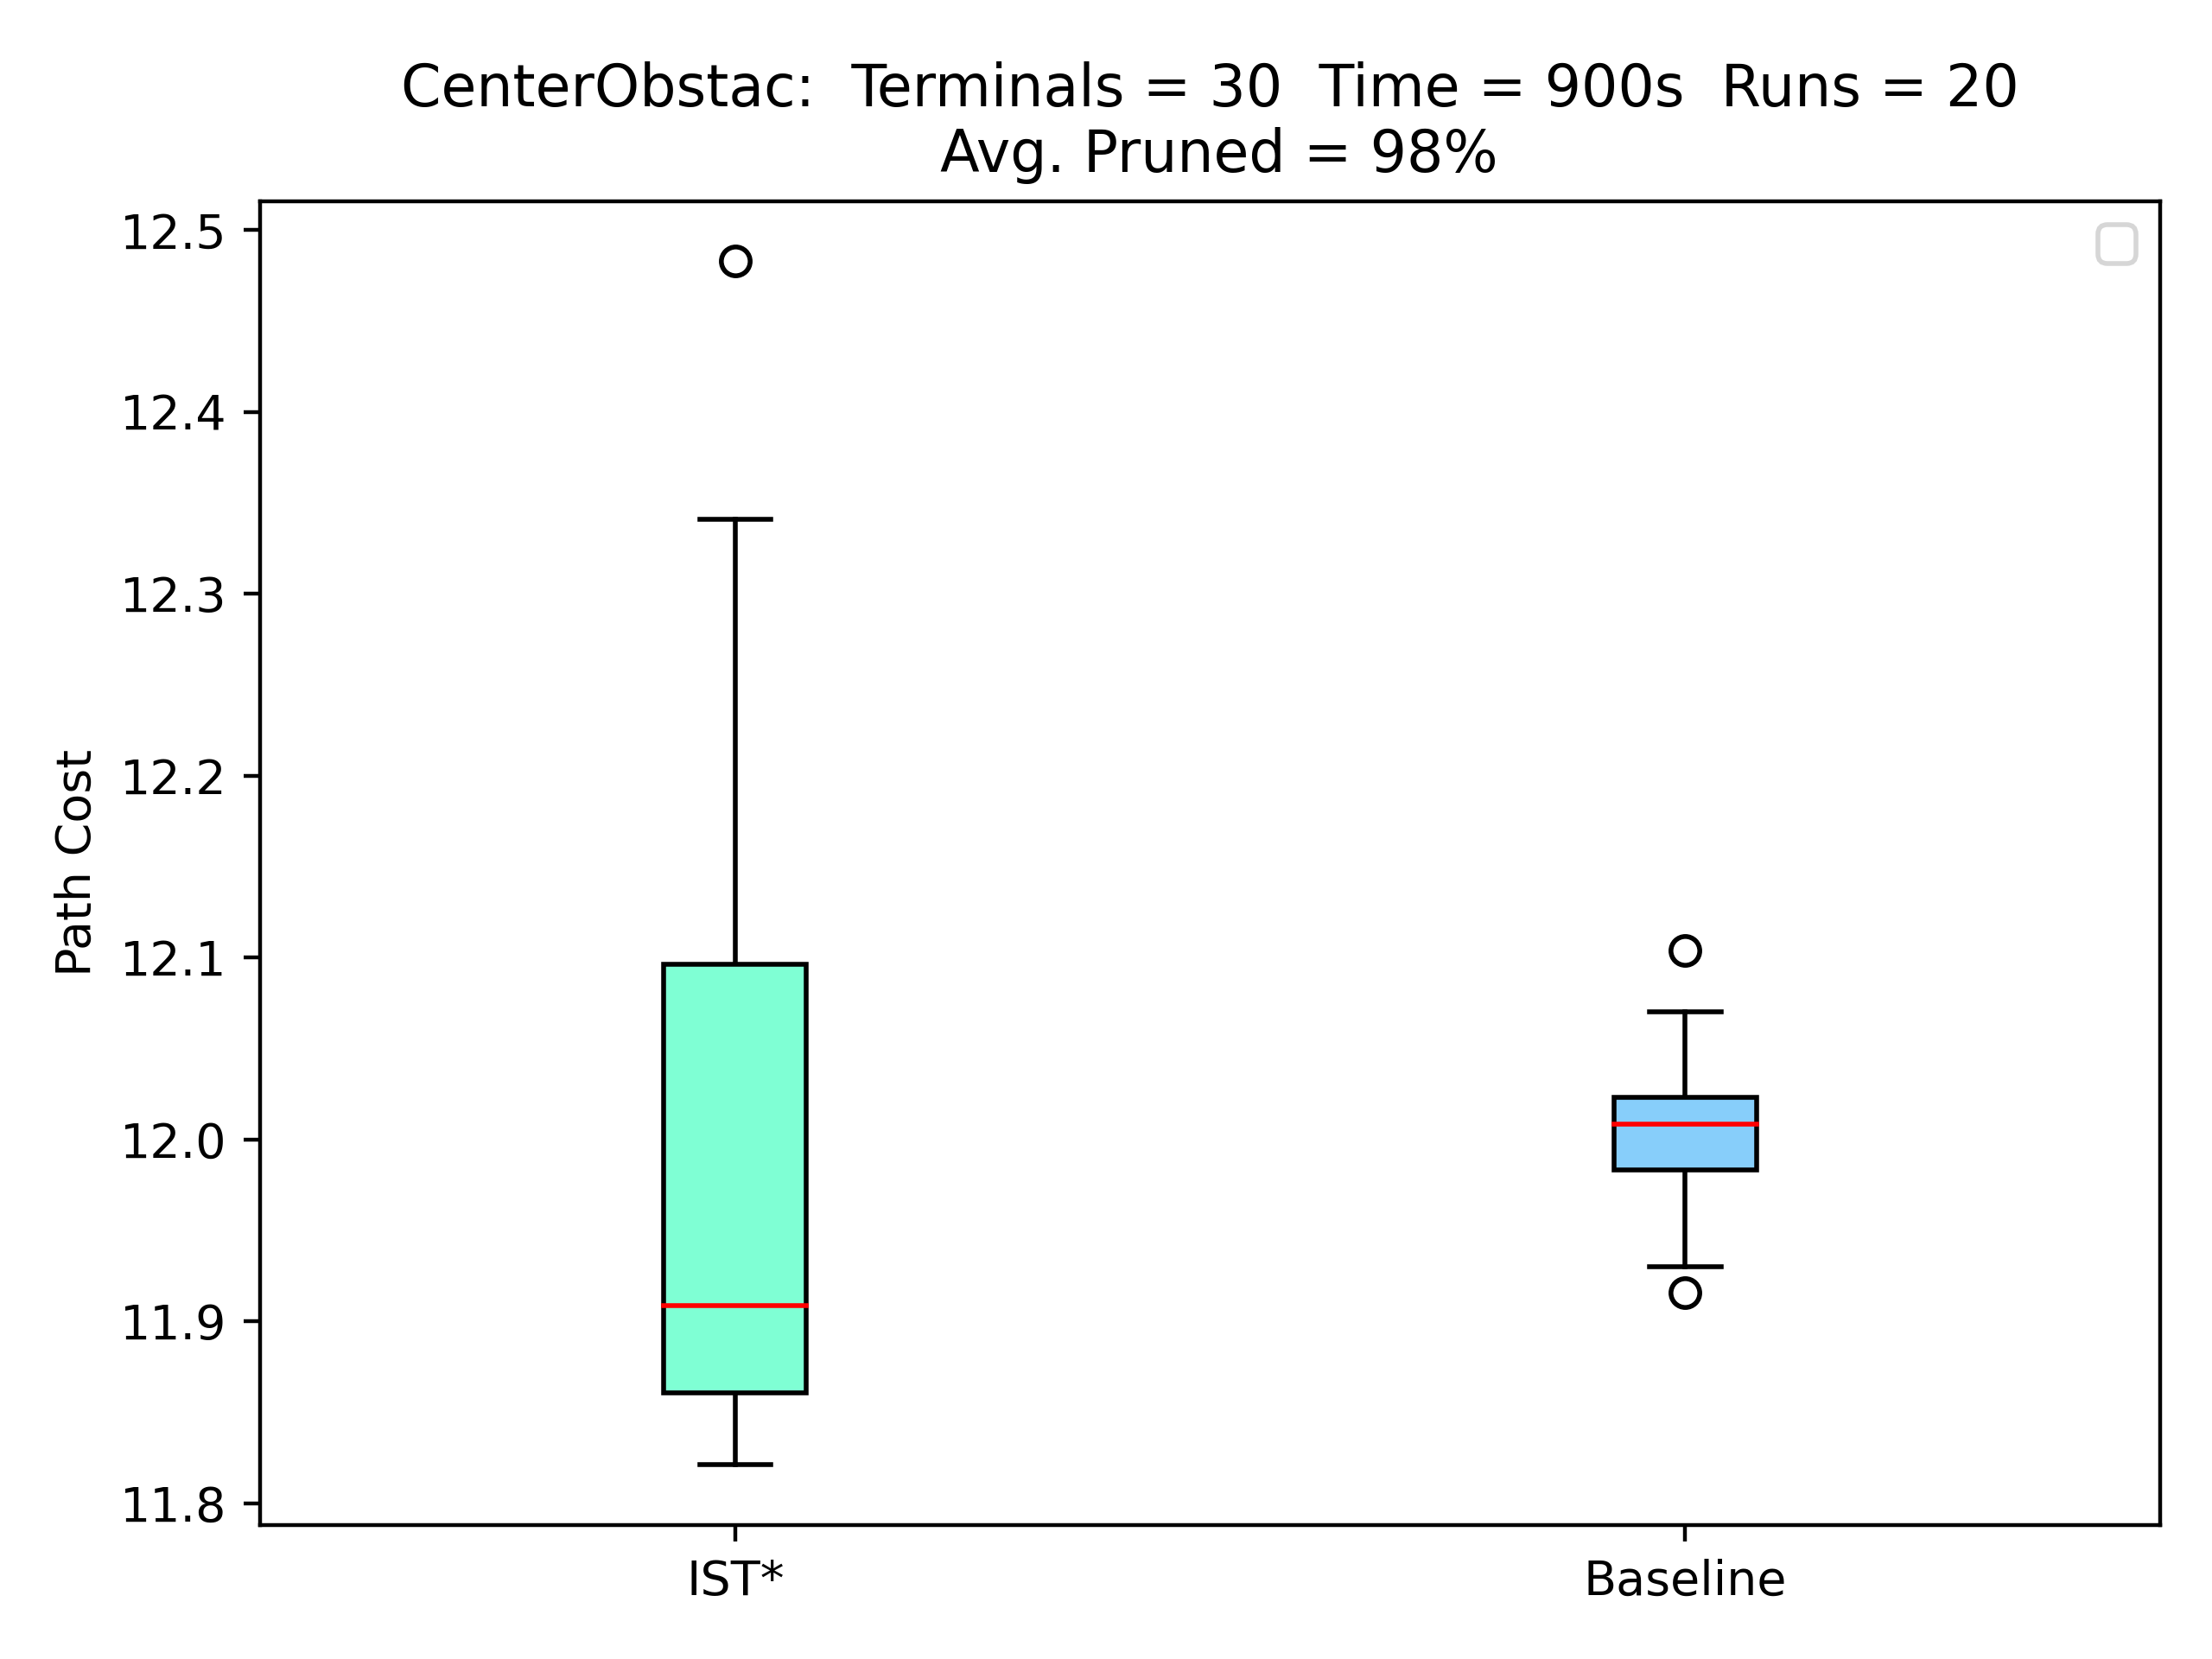 CenterObstac: Terminals = 30 Time = 900s Runs = 20
Avg. Pruned = 98%
12.5
12.4
12.3
12.2
12.1
12.0
11.9
11.8
Path Cost
IST*
Baseline